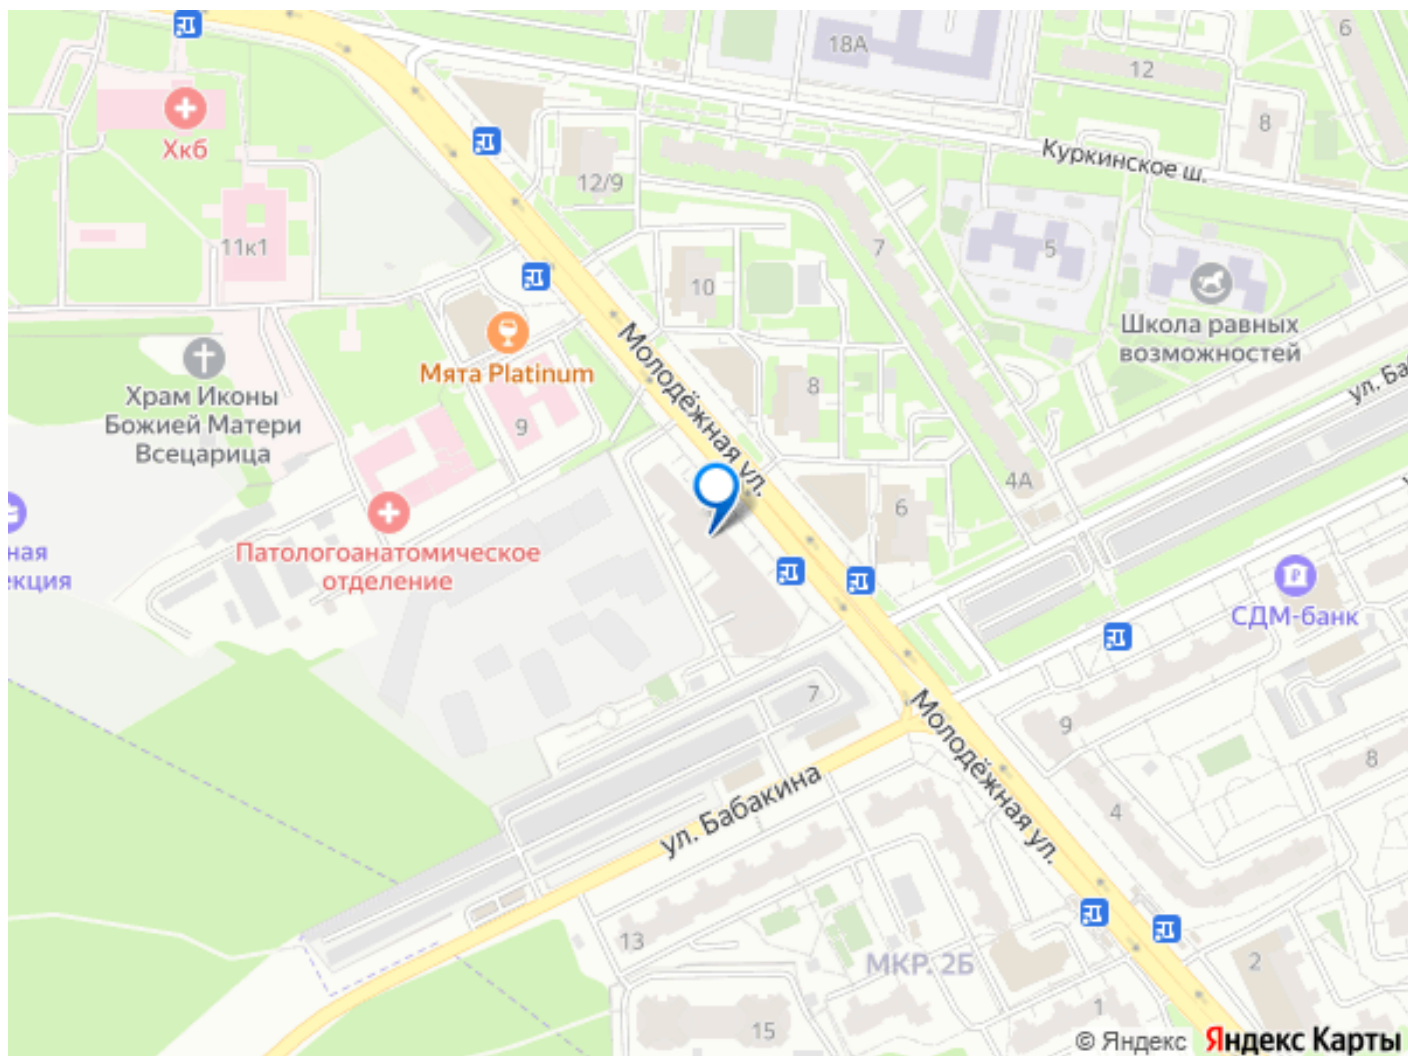 6
18А
12
8
Хкб
Куркинское ш.
12/9
11к1
7
5
10
Школа равных
возможностей
Мята Platinum
Молодёжная ул.
Храм Иконы
Божией Матери
Всецарица
8
ул. Ба
9
4А
6
ная
екция
Патологоанатомическое
отделение
СДМ-банк
7
Молодёжная ул.
9
8
ул. Бабакина
4
13
МКР. 2Б
2
15
1
© Яндекс Яндекс Карты